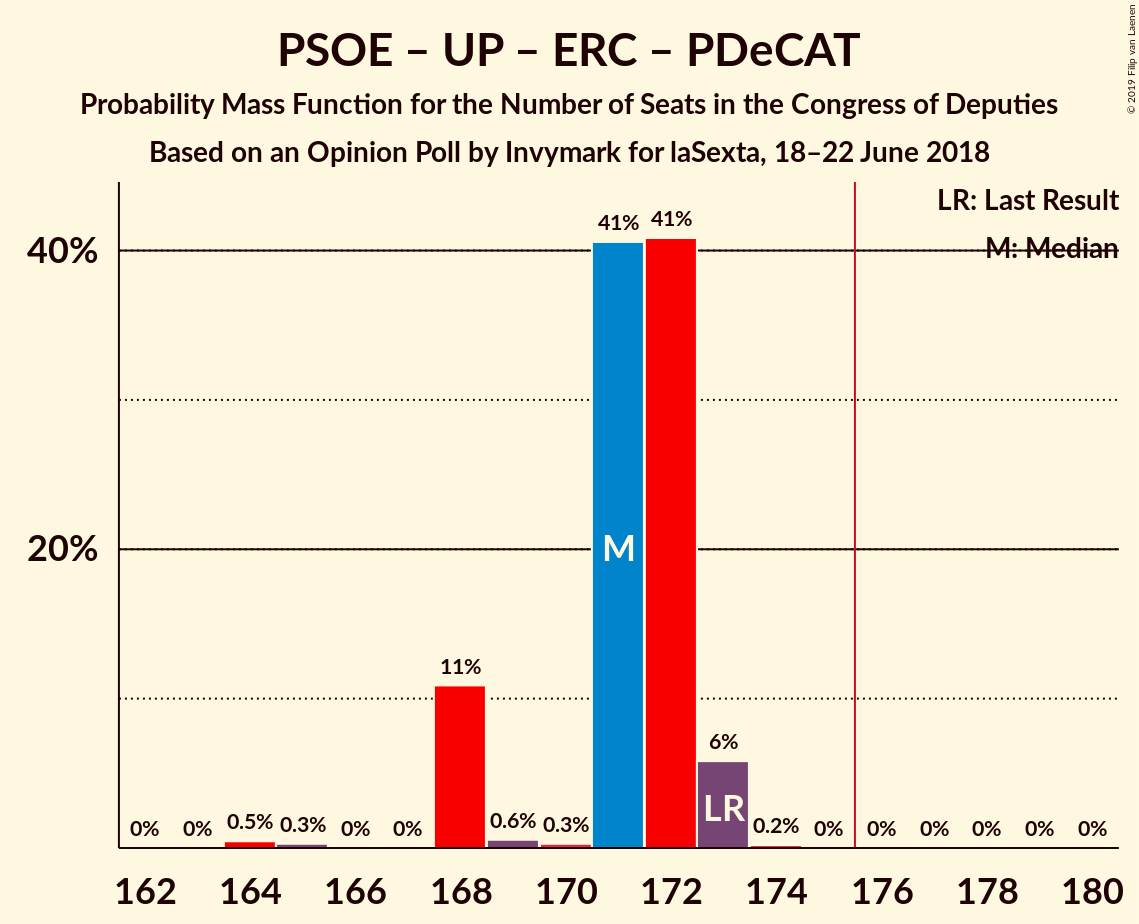 PSOE – UP – ERC – PDeCAT
Probability Mass Function for the Number of Seats in the Congress of Deputies
Based on an Opinion Poll by Invymark for laSexta, 18–22 June 2018
© 2019 Filip van Laenen
LR: Last Result
M: Median
40%
20%
0% 0% 0.5% 0.3% 0% 0% 11% 0.6% 0.3% 41% 41% 6% 0.2% 0% 0% 0% 0% 0% 0%
M
LR
162 164 166 168 170 172 174 176 178 180